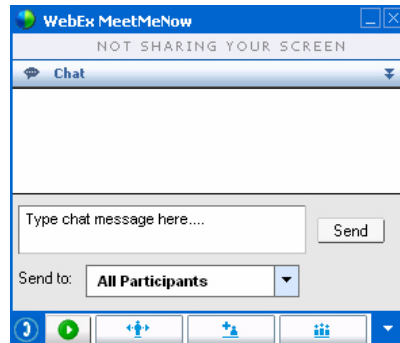 WebEx MeetMeNow
NOT SHARING YOUR SCREEN
Chat
Type chat message here....
Send
Send to: All Participants